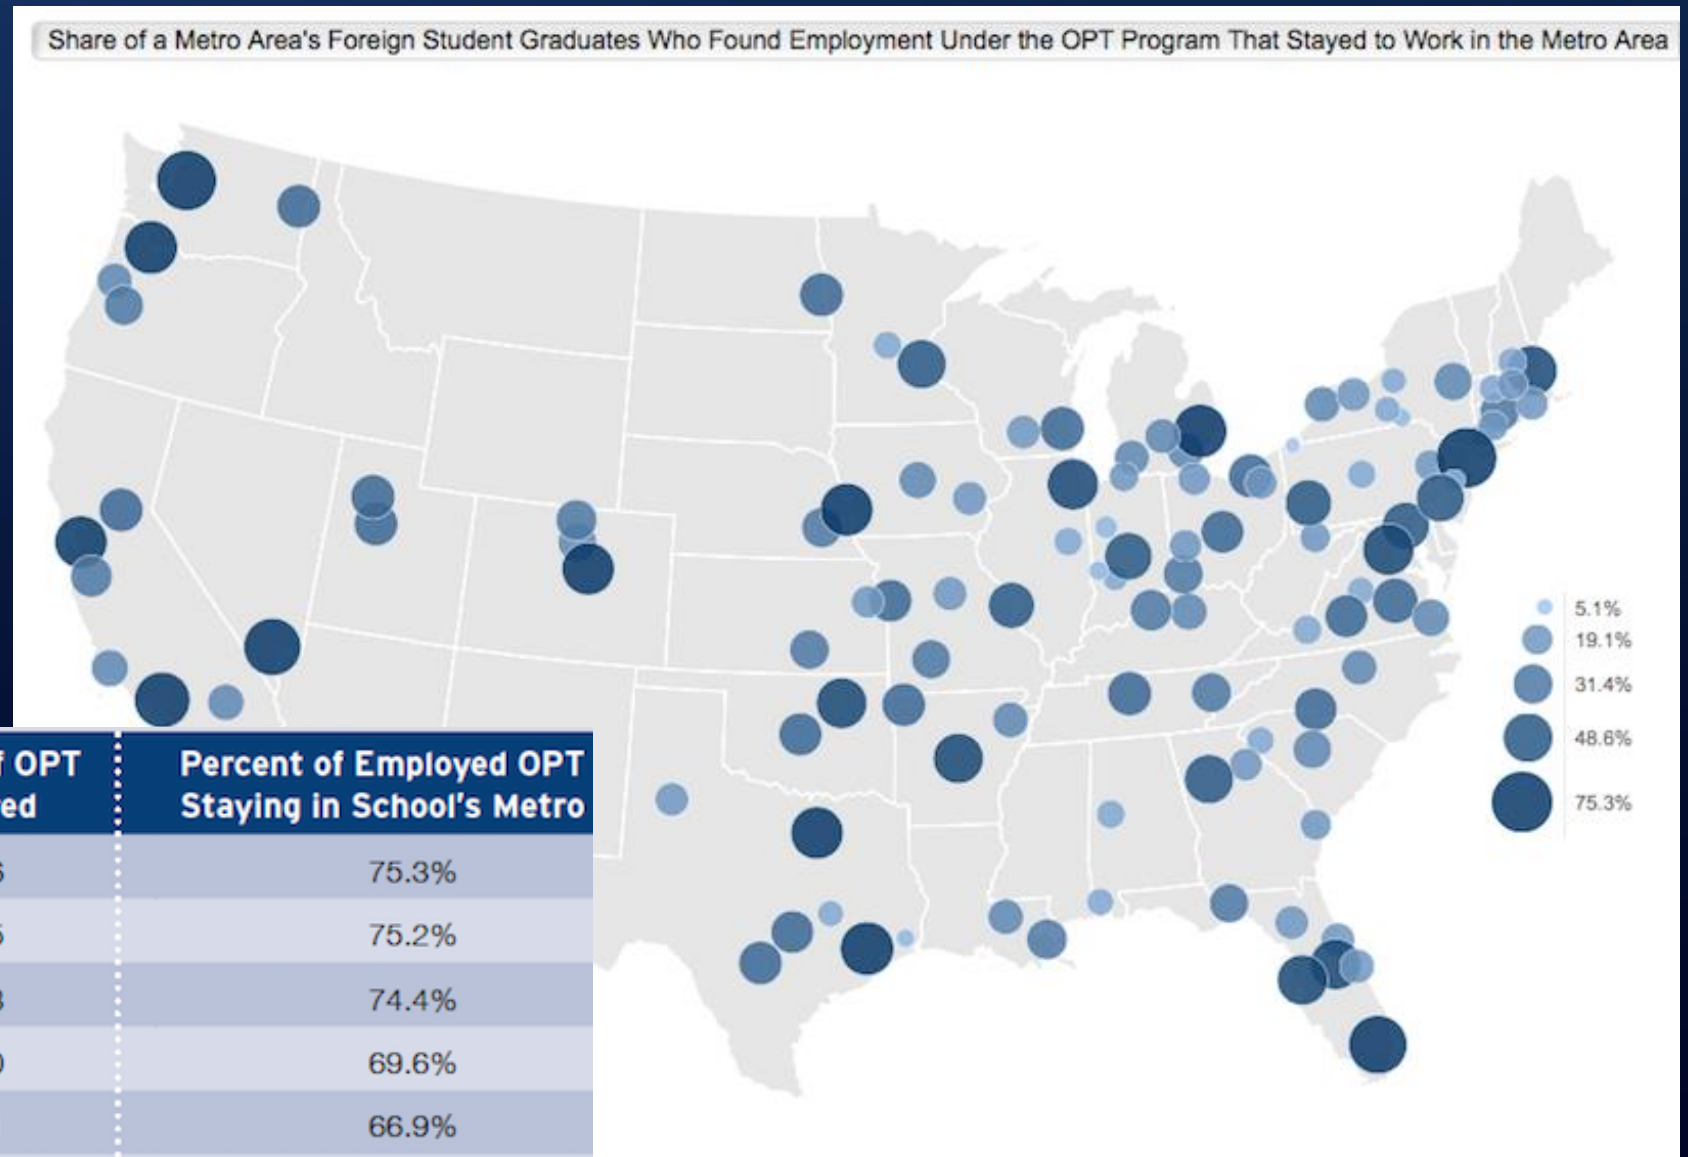 Share of a Metro Area's Foreign Student Graduates Who Found Employment Under the OPT Program That Stayed to Work in the Metro Area
5.1%
19.1%
31.4%
48.6%
75.3%
OPT
Percent of Employed OPT
Staying in School's Metro
75.3%
75.2%
74.4%
69.6%
66.9%